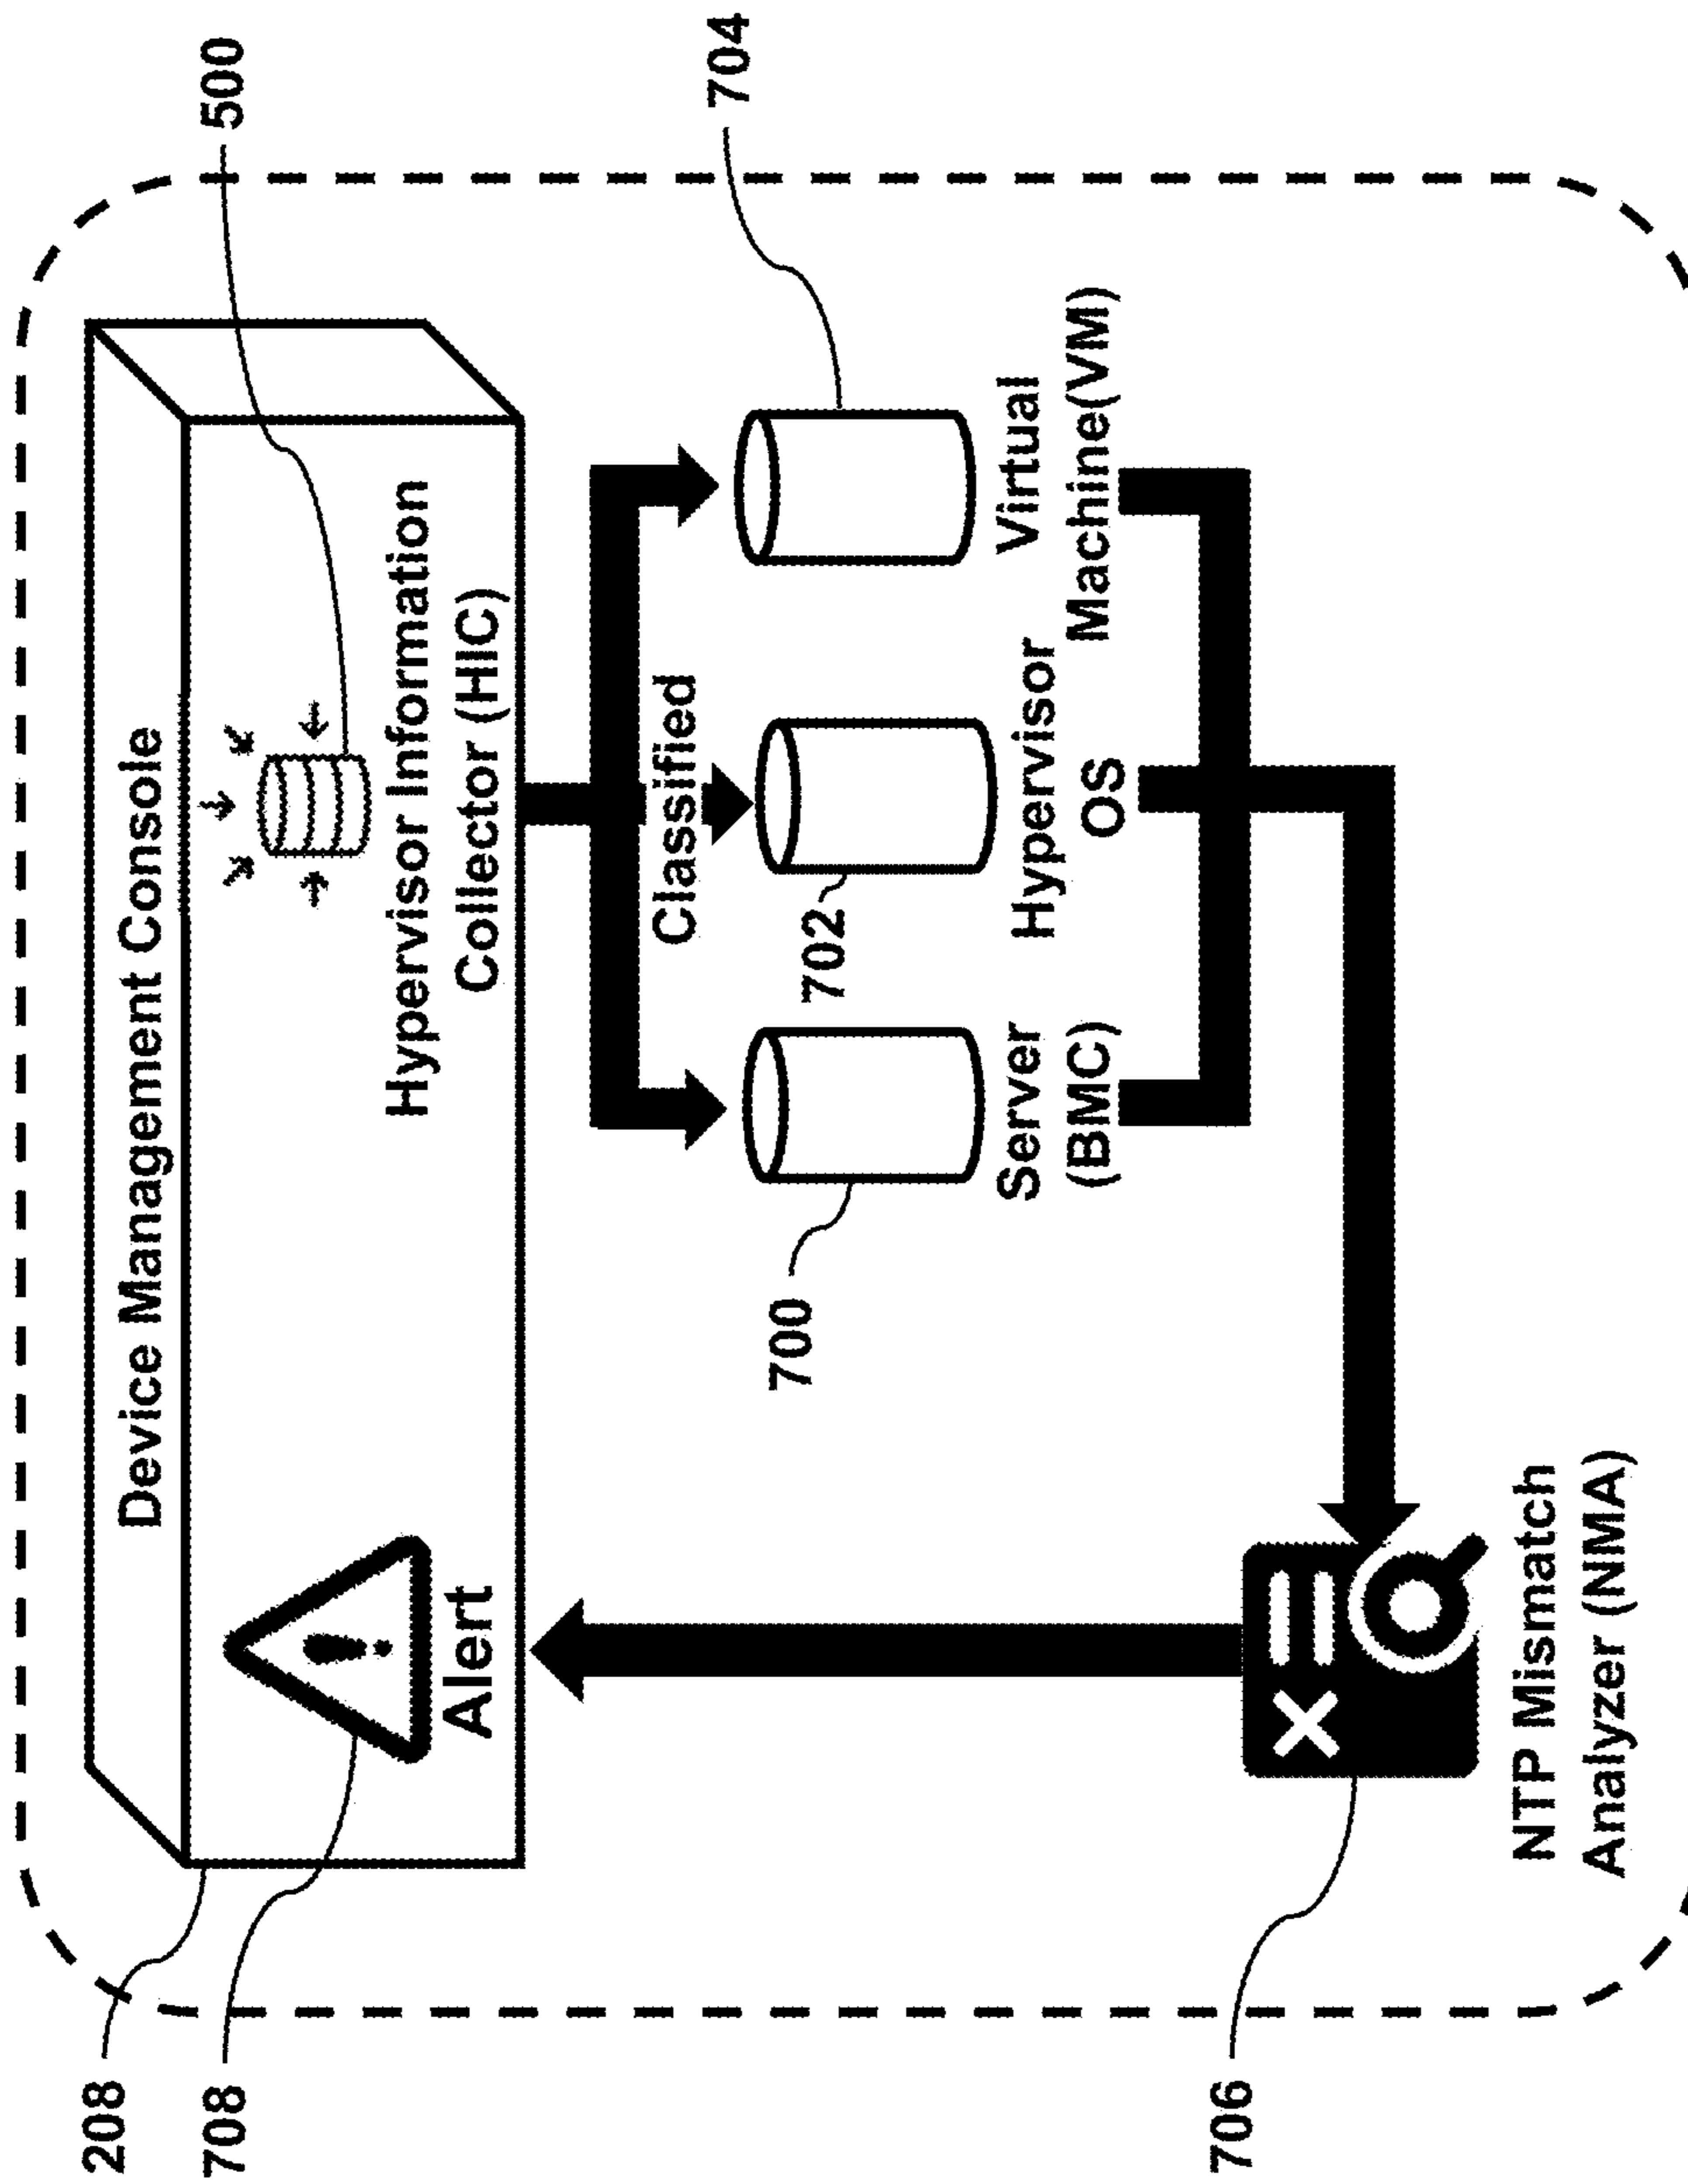 208
708
Device Management Console
500
Alert
Hypervisor Information
Collector (HIC)
Classified
704
700
702
Server
(BMC)
Hypervisor
OS
Virtual
Machine(VM)
706
NTP Mismatch
Analyzer (NMA)